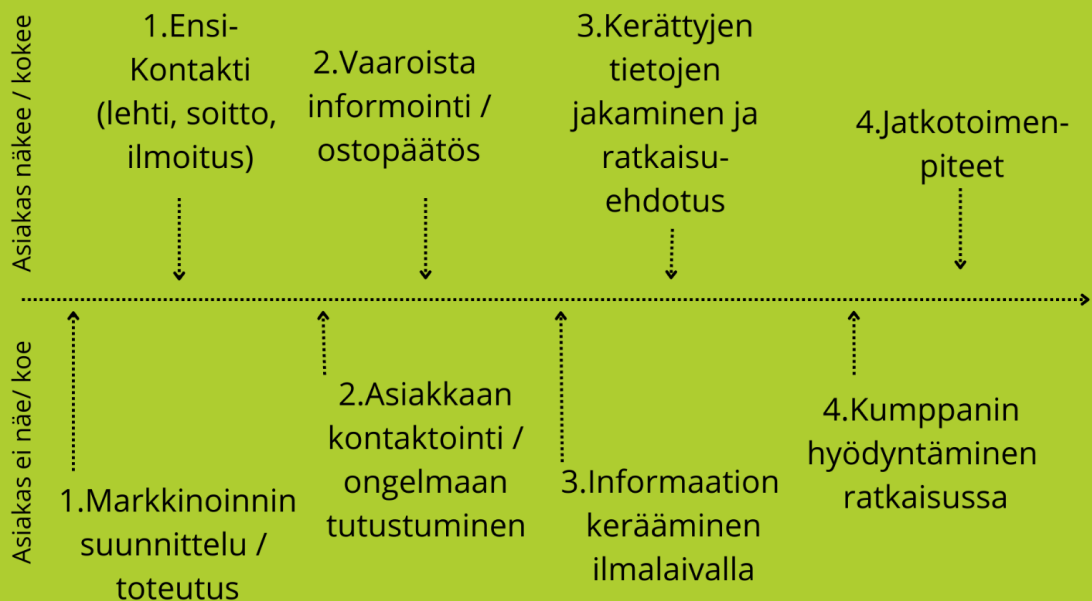 Asiakas näkee / kokee
1.Ensi-
Kontakti
(lehti, soitto,
ilmoitus)
2.Vaaroista
informointi /
ostopäätös
3.Kerättyjen
tietojen
jakaminen ja
ratkaisu-
ehdotus
4.Jatkotoimen-
piteet
Asiakas ei näe/ koe
1.Markkinoinnin
suunnittelu /
toteutus
2.Asiakkaan
kontaktointi /
ongelmaan
tutustuminen
3.Informaation
kerääminen
ilmalaivalla
4.Kumppanin
hyödyntäminen
ratkaisussa